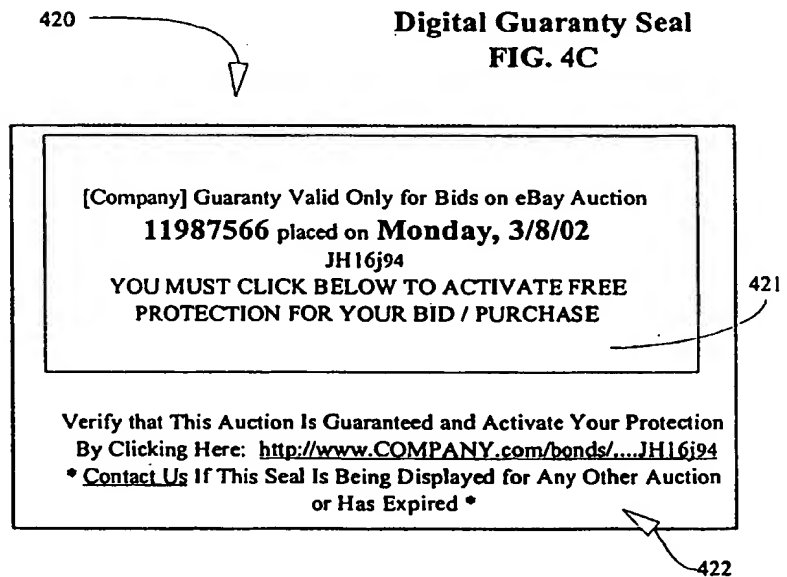 420
Digital Guaranty Seal
FIG. 4C
[Company] Guaranty Valid Only for Bids on eBay Auction
11987566 placed on Monday, 3/8/02
JH16j94
YOU MUST CLICK BELOW TO ACTIVATE FREE
PROTECTION FOR YOUR BID / PURCHASE
421
Verify that This Auction Is Guaranteed and Activate Your Protection
By Clicking Here: http://www.COMPANY.com/bonds/....JH16j94
* Contact Us If This Seal Is Being Displayed for Any Other Auction
or Has Expired *
422